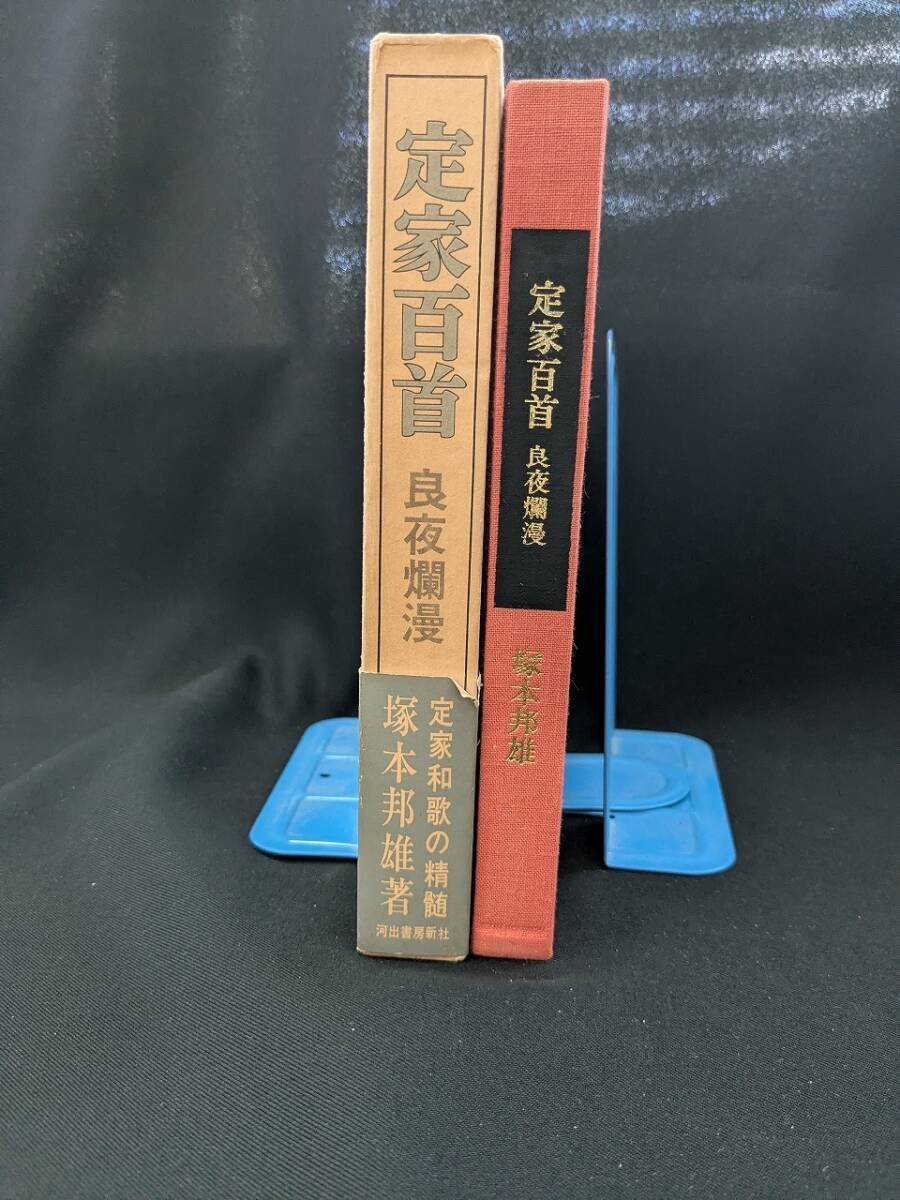 定家百首
良夜爛漫
定家和歌の精髄
塚本邦雄著
河出書房新社
定家百首
良夜爛漫
塚本邦雄